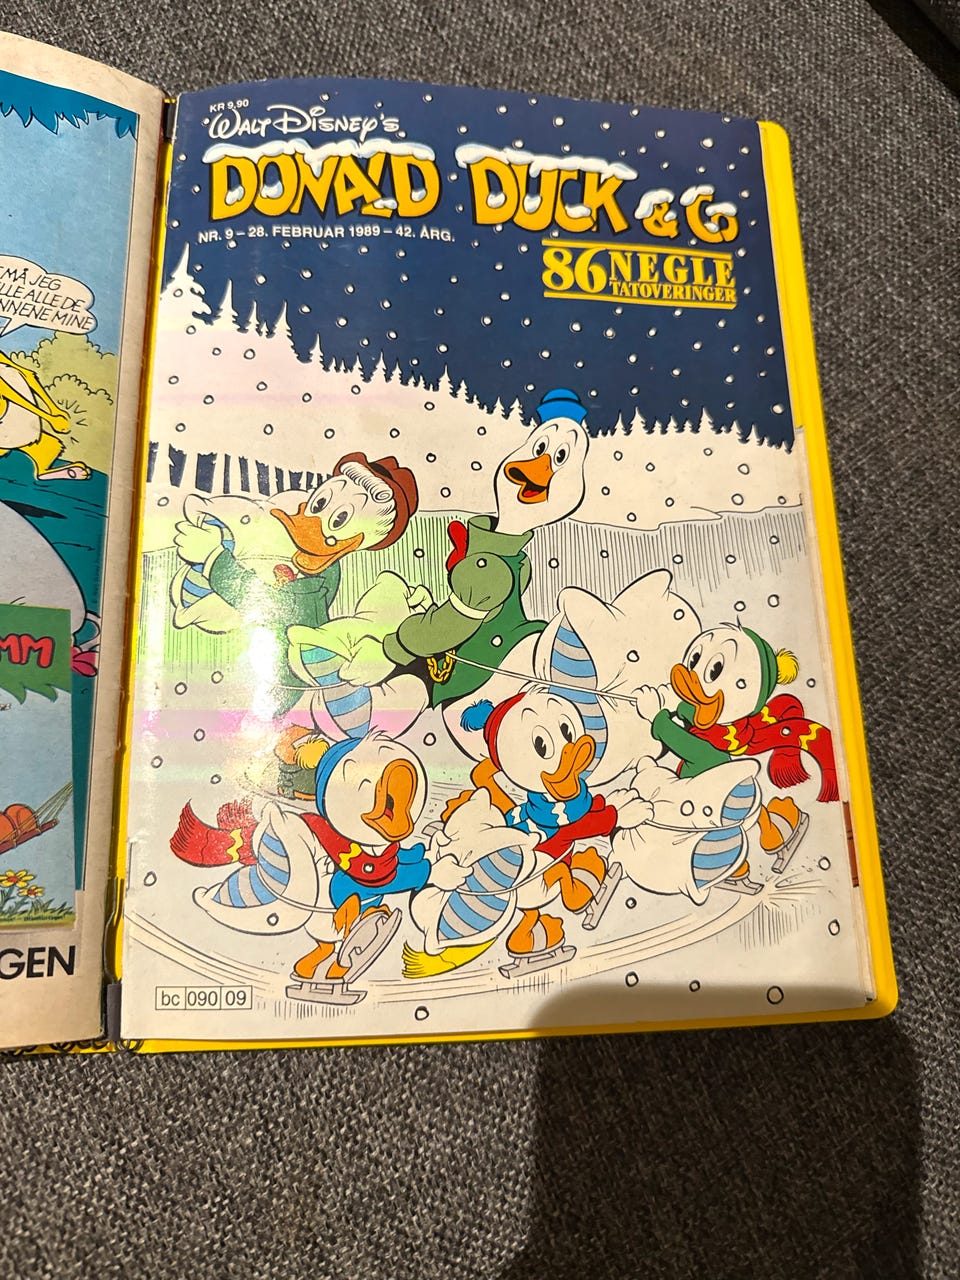 MÅ JEG
LLE ALLE DE
NNENE MINE
MM
GEN
KR 9,90
WALT DISNEY'S
DONALD DUCK & Co
NR. 9 – 28. FEBRUAR 1989 – 42. ÅRG.
86 NEGLE
TATOVERINGER
bc 090 09